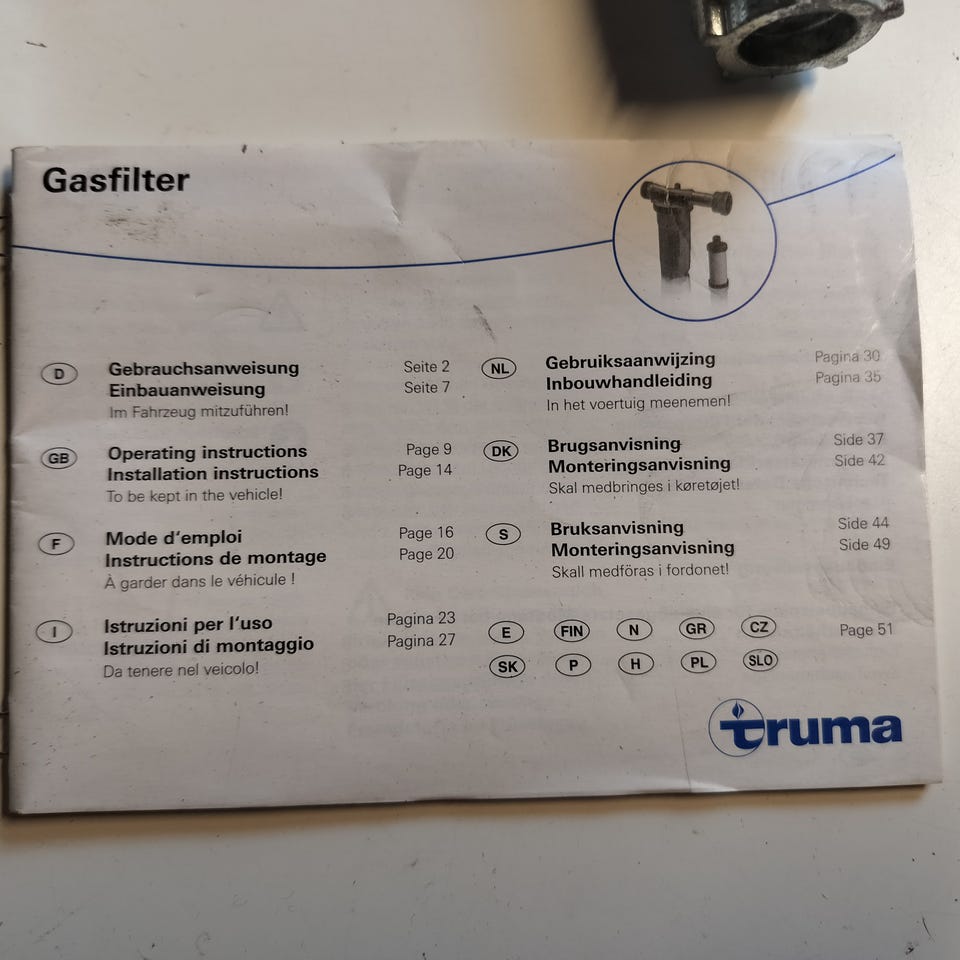 Gasfilter
D
Gebrauchsanweisung Seite 2
Einbauanweisung Seite 7
Im Fahrzeug mitzuführen!
GB
Operating instructions Page 9
Installation instructions Page 14
To be kept in the vehicle!
F
Mode d'emploi Page 16
Instructions de montage Page 20
À garder dans le véhicule !
I
Istruzioni per l'uso Pagina 23
Istruzioni di montaggio Pagina 27
Da tenere nel veicolo!
NL
Gebruiksaanwijzing Pagina 30
Inbouwhandleiding Pagina 35
In het voertuig meenemen!
DK
Brugsanvisning Side 37
Monteringsanvisning Side 42
Skal medbringes i køretøjet!
S
Bruksanvisning Side 44
Monteringsanvisning Side 49
Skall medföras i fordonet!
E FIN N GR CZ Page 51
SK P H PL SLO
truma